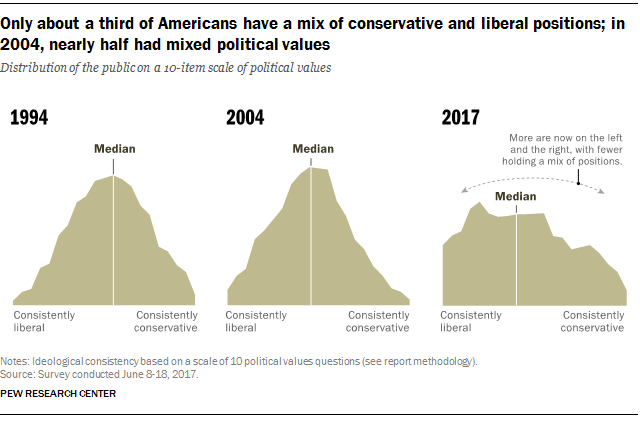 Only about a third of Americans have a mix of conservative and liberal positions; in
2004, nearly half had mixed political values
Distribution of the public on a 10-item scale of political values
1994
Median
Consistently
liberal
Consistently
conservative
2004
Median
Consistently
liberal
Consistently
conservative
2017
More are now on the left
and the right, with fewer
holding a mix of positions.
Median
Consistently
liberal
Consistently
conservative
Notes: Ideological consistency based on a scale of 10 political values questions (see report methodology).
Source: Survey conducted June 8-18, 2017.
PEW RESEARCH CENTER